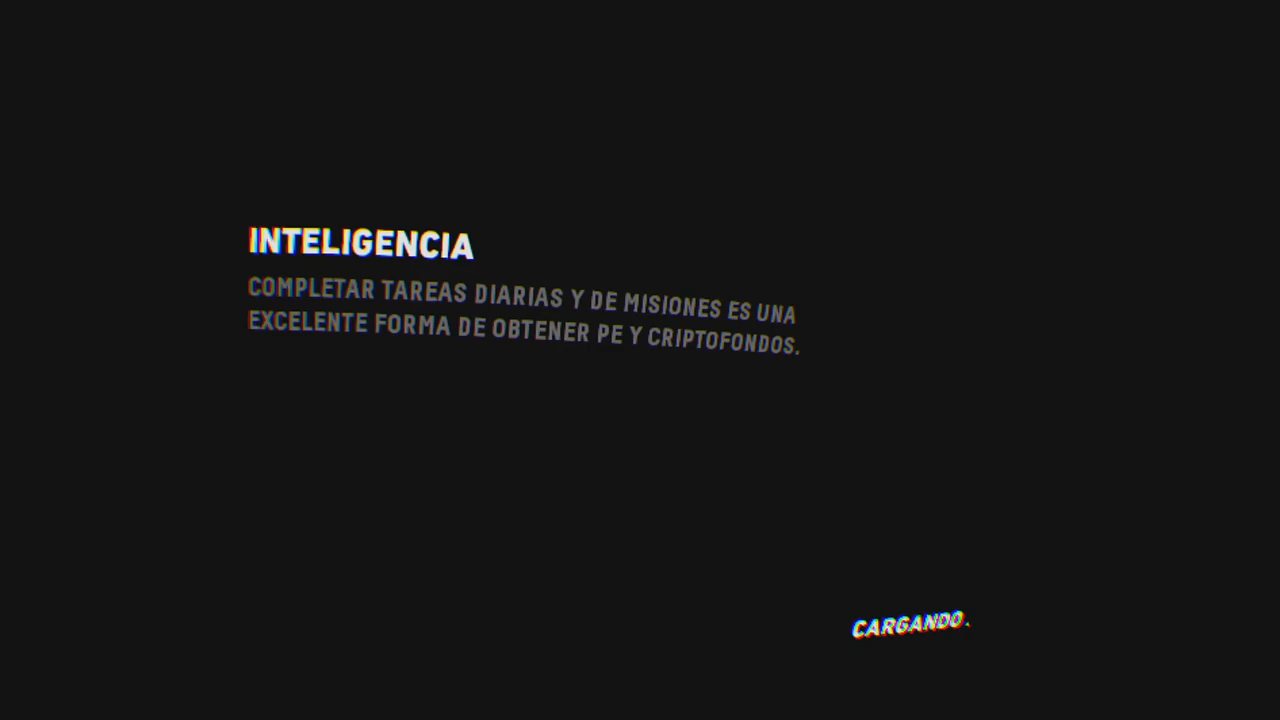 INTELIGENCIA
COMPLETAR TAREAS DIARIAS Y DE MISIONES ES UNA
EXCELENTE FORMA DE OBTENER PE Y CRIPTOFONDOS.
CARGANDO.